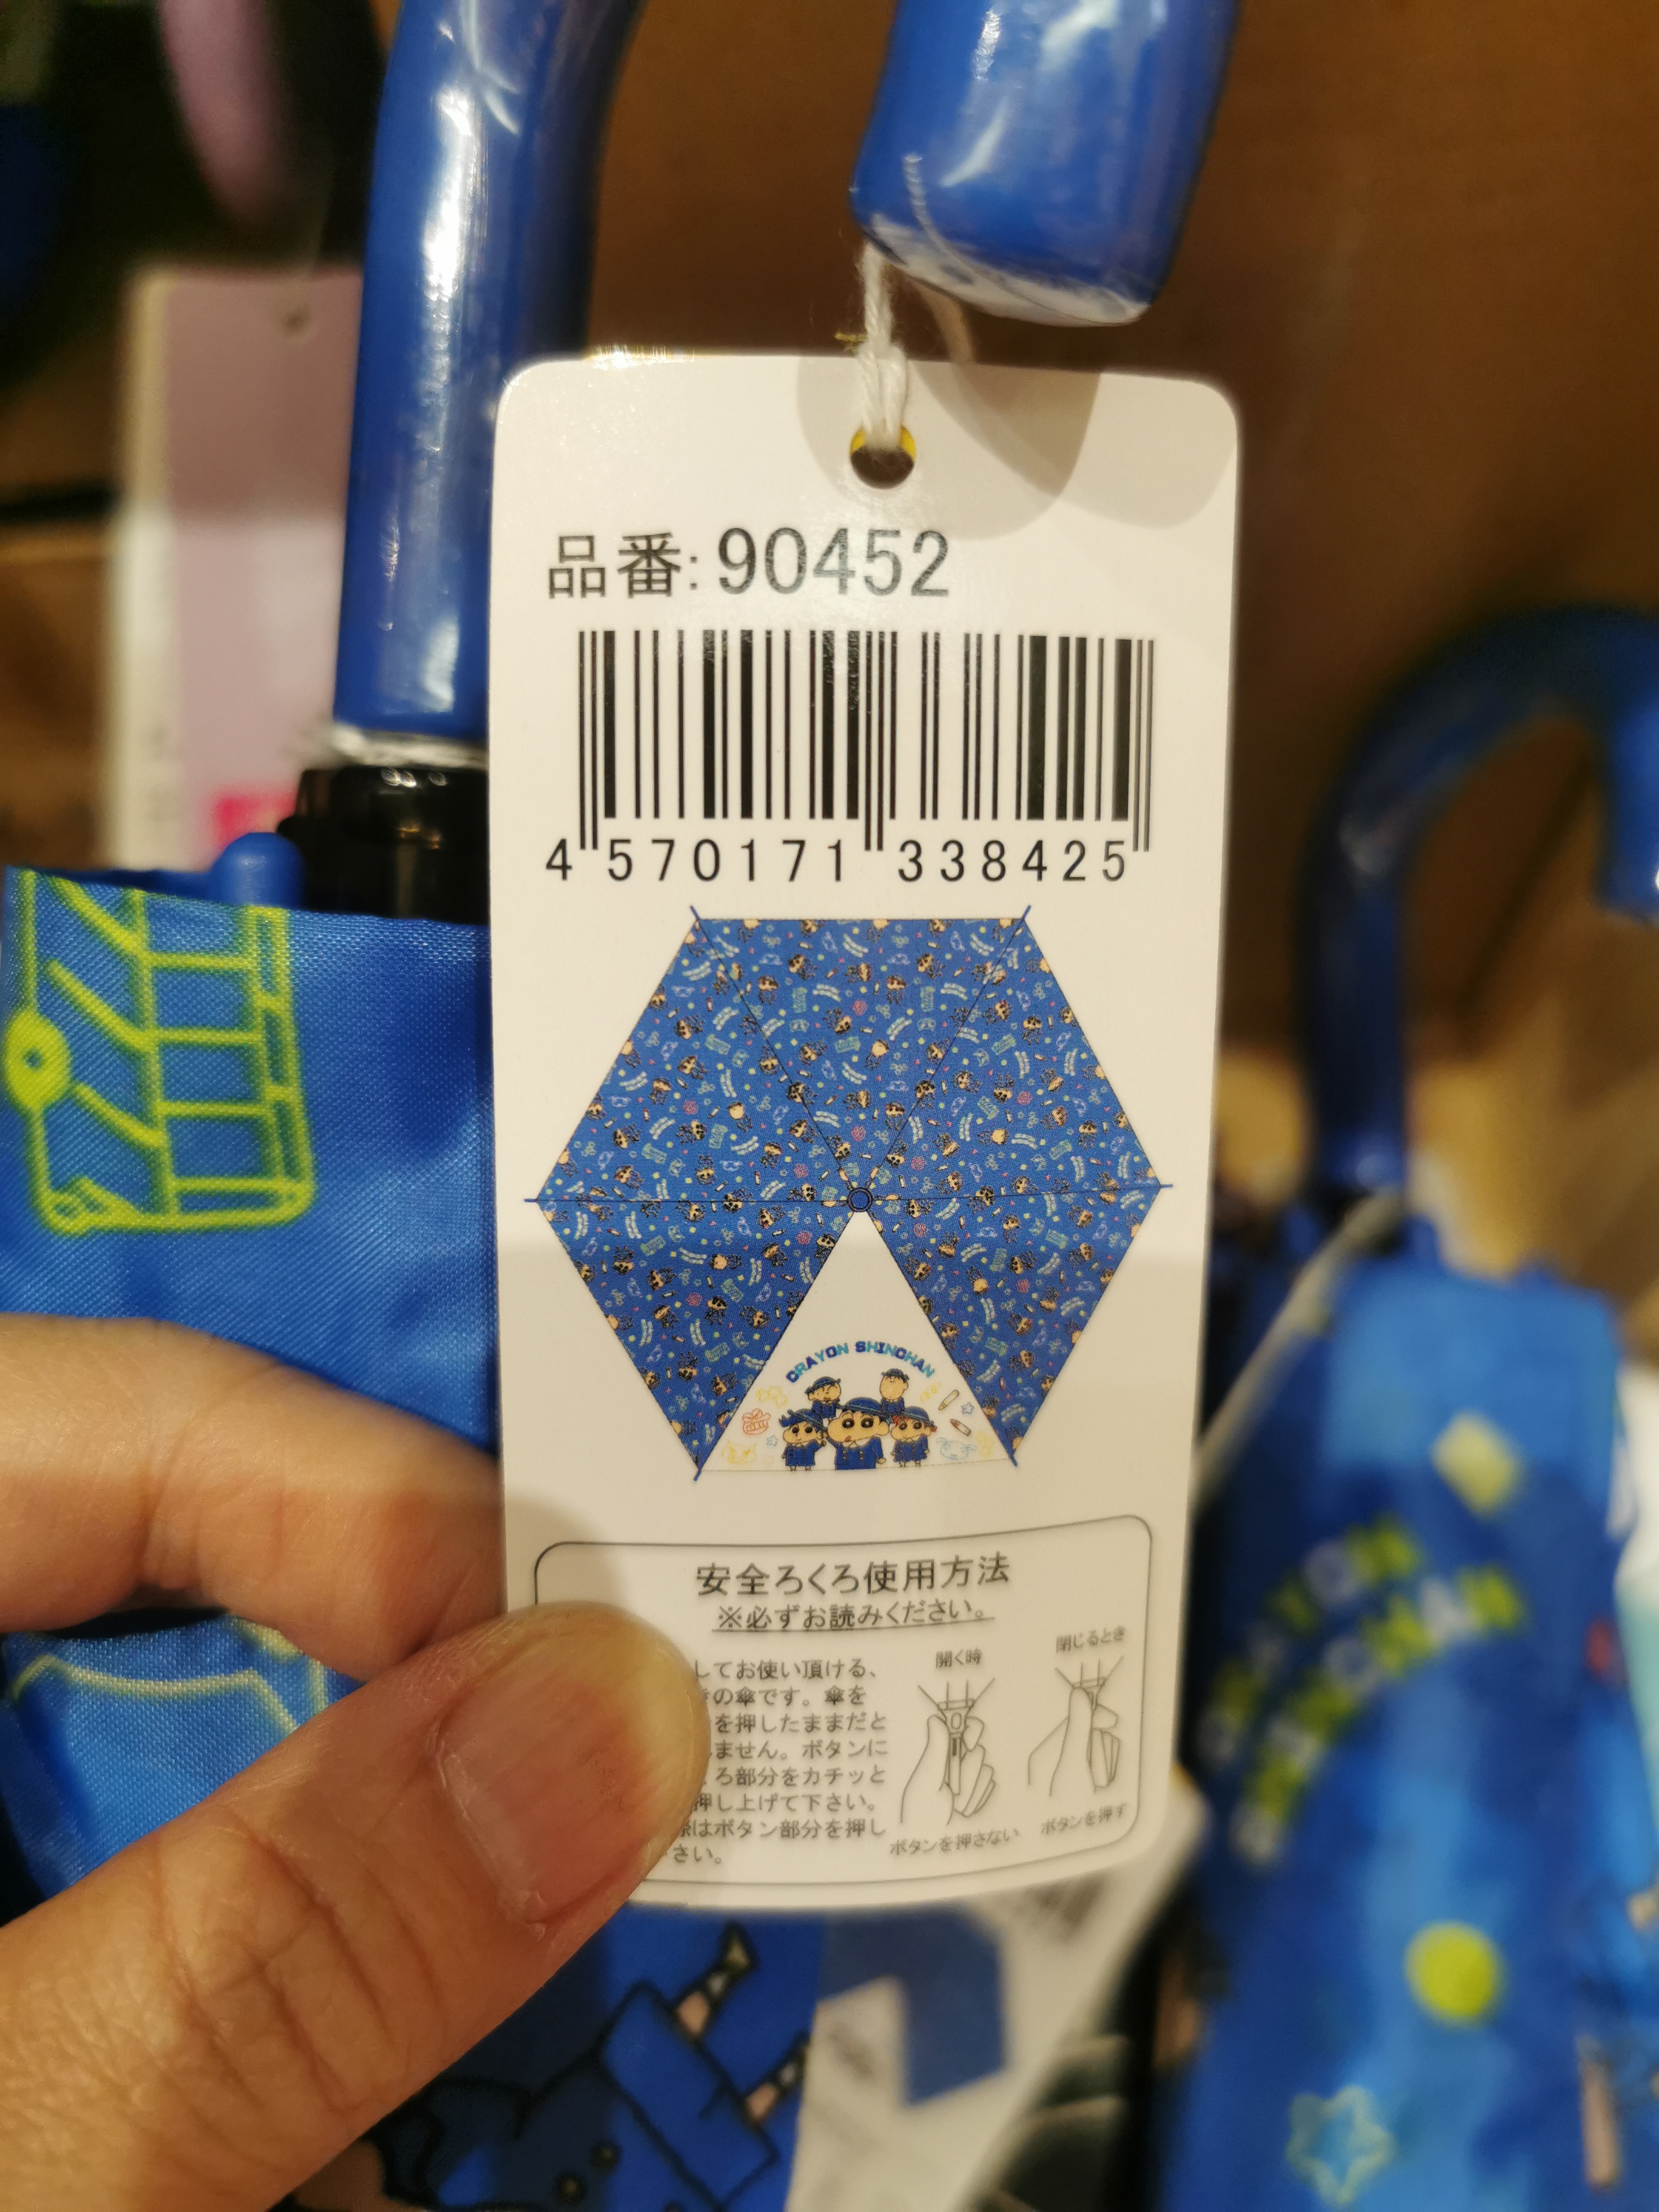 品番: 90452
4 570171 338425
CRAYON SHINCHAN
安全ろくろ使用方法
※必ずお読みください。
してお使い頂ける、
の傘です。傘を
を押したままだと
ません。ボタンに
ろ部分をカチッと
押し上げて下さい。
はボタン部分を押し
さい。
開く時
ボタンを押さない
閉じるとき
ボタンを押す